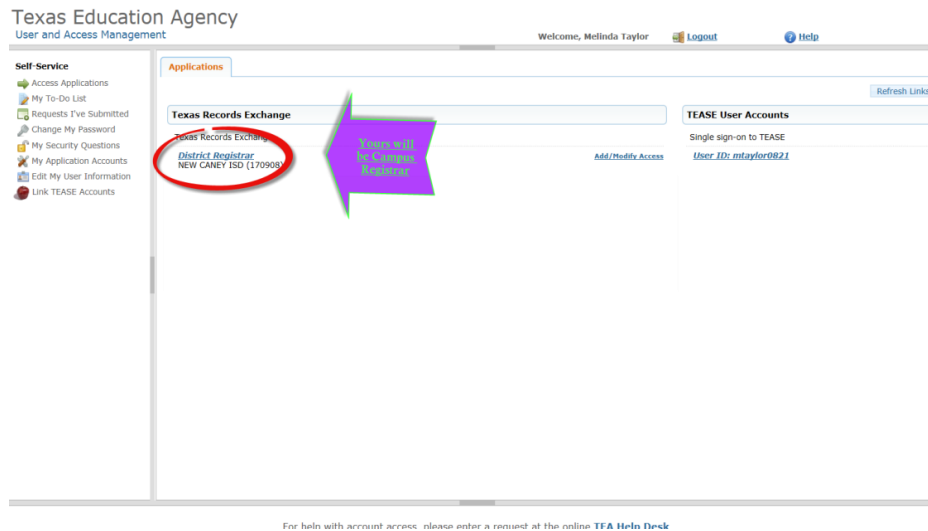 Texas Education Agency
User and Access Management
Welcome, Melinda Taylor
Logout
Help
Self-Service
Access Applications
My To-Do List
Requests I've Submitted
Change My Password
My Security Questions
My Application Accounts
Edit My User Information
Link TEASE Accounts
Applications
Refresh Links
Texas Records Exchange
Texas Records Exchange
District Registrar
NEW CANEY ISD (170908)
Add/Modify Access
Yours will
be Campus
Registrar
TEASE User Accounts
Single sign-on to TEASE
User ID: mtaylor0821
For help with account access, please enter a request at the online TEA Help Desk